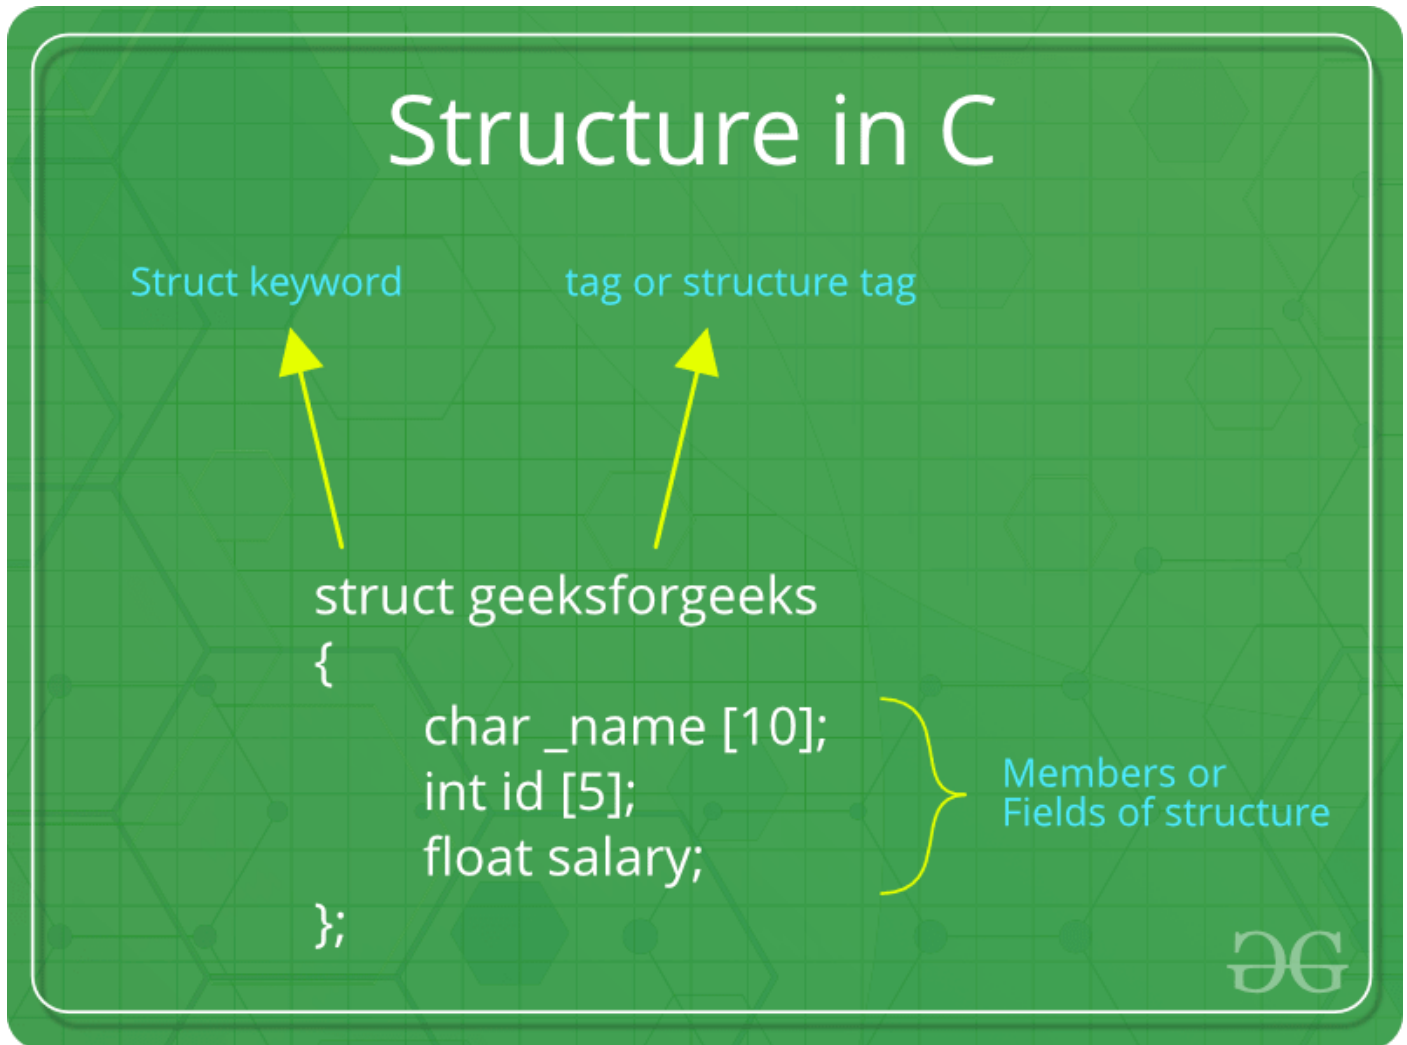 Structure in C
Struct keyword
tag or structure tag
struct geeksforgeeks
{
char _name [10];
int id [5];
float salary;
};
Members or
Fields of structure